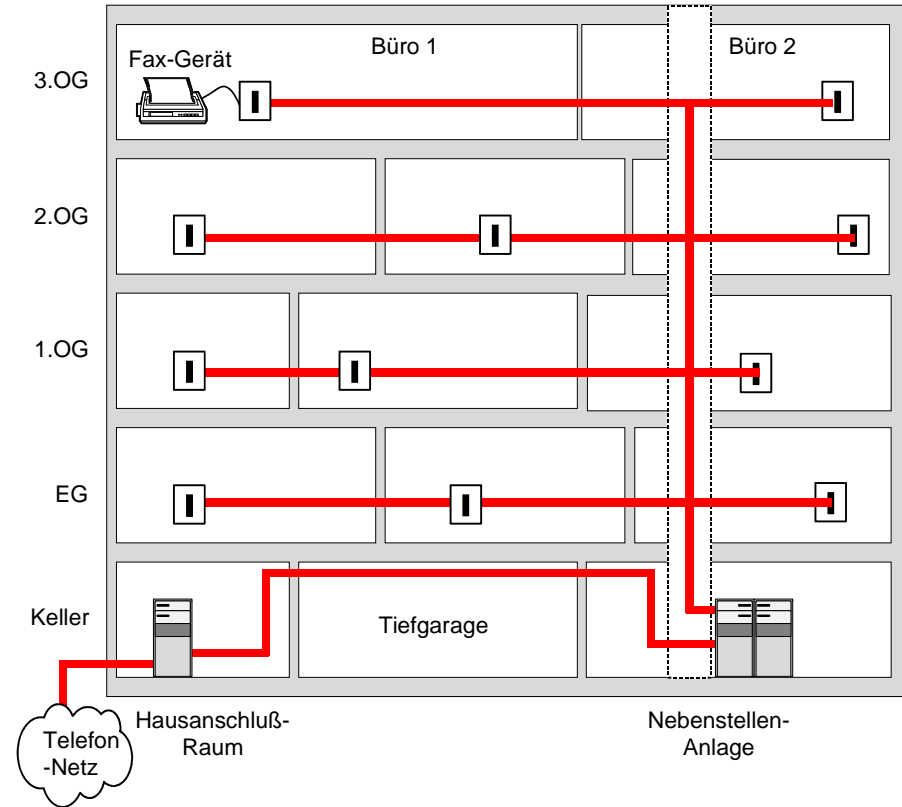 Büro 1
Büro 2
Fax-Gerät
3.OG
2.OG
1.OG
EG
Keller
Tiefgarage
Hausanschluß-
Raum
Nebenstellen-
Anlage
Telefon
-Netz